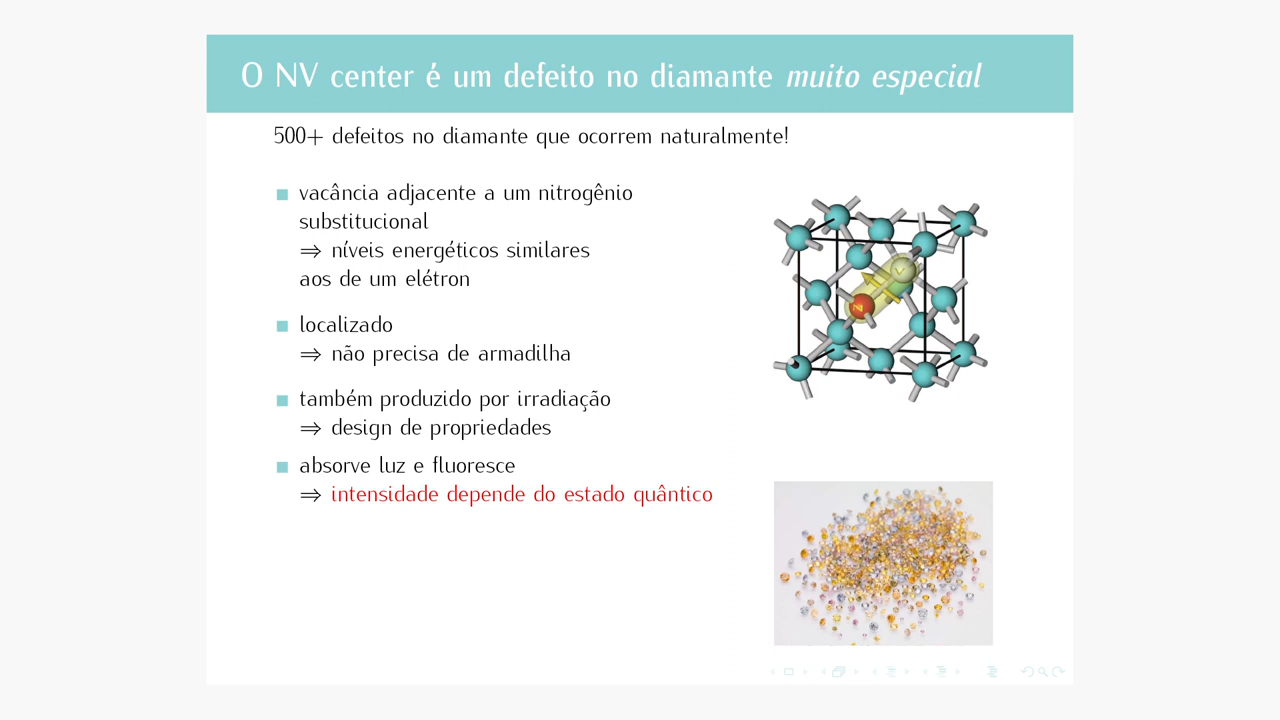 O NV center é um defeito no diamante muito especial
500+ defeitos no diamante que ocorrem naturalmente!
vacância adjacente a um nitrogênio
substitucional
⇒ níveis energéticos similares
aos de um elétron
localizado
⇒ não precisa de armadilha
também produzido por irradiação
⇒ design de propriedades
absorve luz e fluoresce
⇒ intensidade depende do estado quântico
V
N